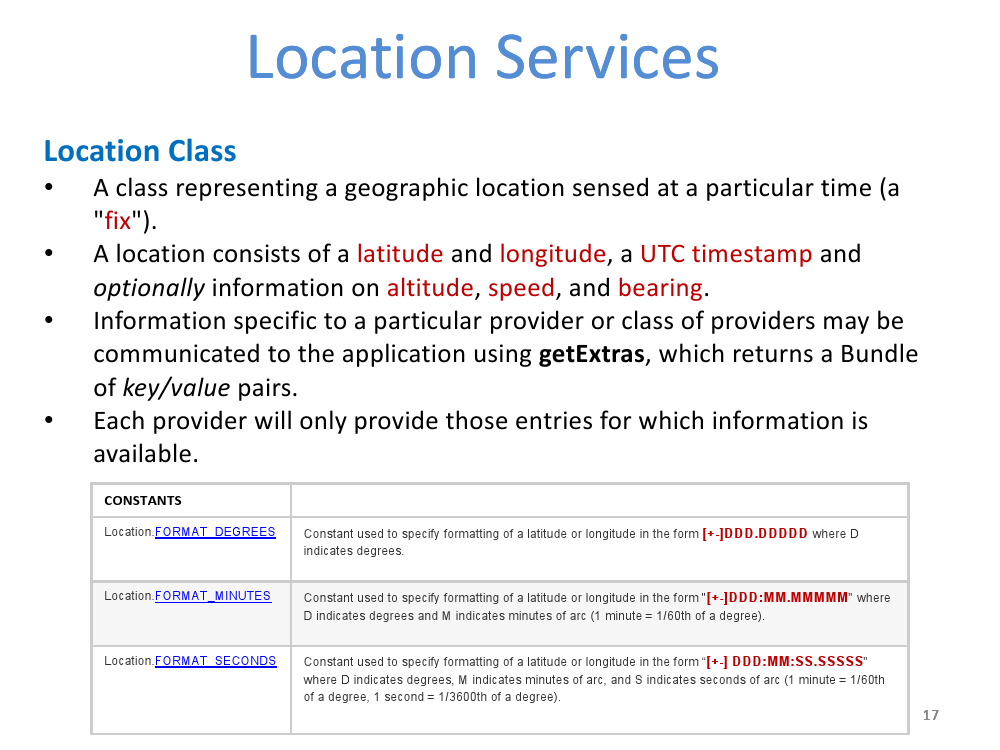 Location Services
Location Class
• A class representing a geographic location sensed at a particular time (a
"fix").
• A location consists of a latitude and longitude, a UTC timestamp and
optionally information on altitude, speed, and bearing.
• Information specific to a particular provider or class of providers may be
communicated to the application using getExtras, which returns a Bundle
of key/value pairs.
• Each provider will only provide those entries for which information is
available.
CONSTANTS
Location.FORMAT_DEGREES
Constant used to specify formatting of a latitude or longitude in the form [+-]DDD.DDDDD where D
indicates degrees.
Location.FORMAT_MINUTES
Constant used to specify formatting of a latitude or longitude in the form "[+-]DDD:MM.MMMMM" where
D indicates degrees and M indicates minutes of arc (1 minute = 1/60th of a degree).
Location.FORMAT_SECONDS
Constant used to specify formatting of a latitude or longitude in the form “[+-] DDD:MM:SS.SSSSS"
where D indicates degrees, M indicates minutes of arc, and S indicates seconds of arc (1 minute = 1/60th
of a degree, 1 second = 1/3600th of a degree).
17